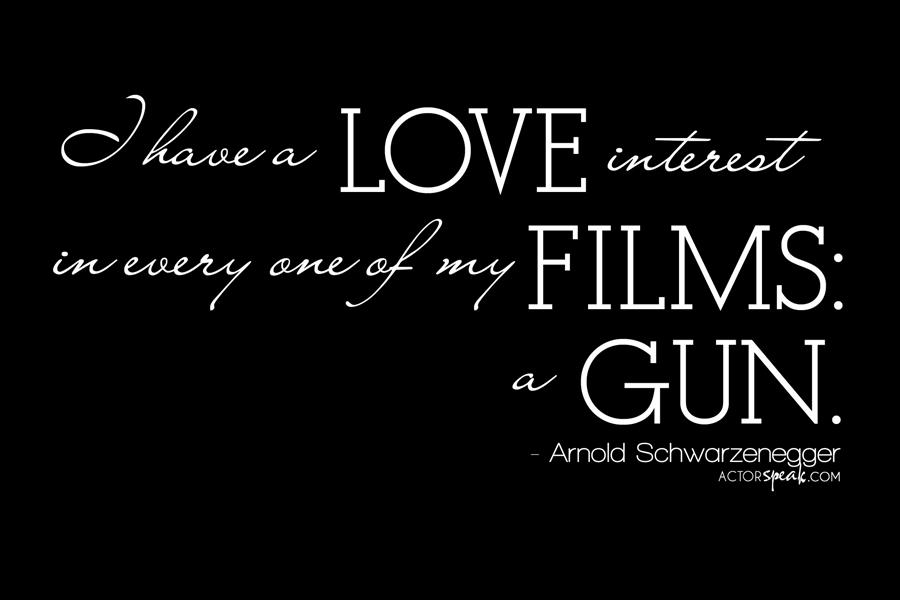 I have a LOVE interest
in every one of my FILMS:
a GUN.
- Arnold Schwarzenegger
ACTORspeak.COM